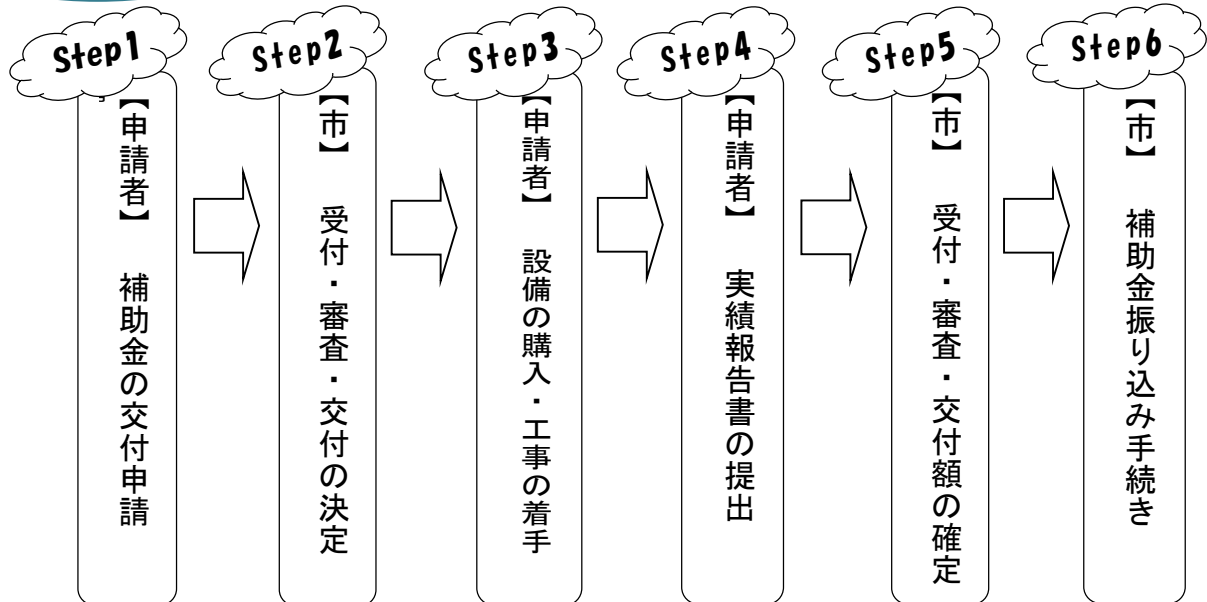 Step1
【申請者】 補助金の交付申請
Step2
【市】 受付・審査・交付の決定
Step3
【申請者】 設備の購入・工事の着手
Step4
【申請者】 実績報告書の提出
Step5
【市】 受付・審査・交付額の確定
Step6
【市】 補助金振り込み手続き